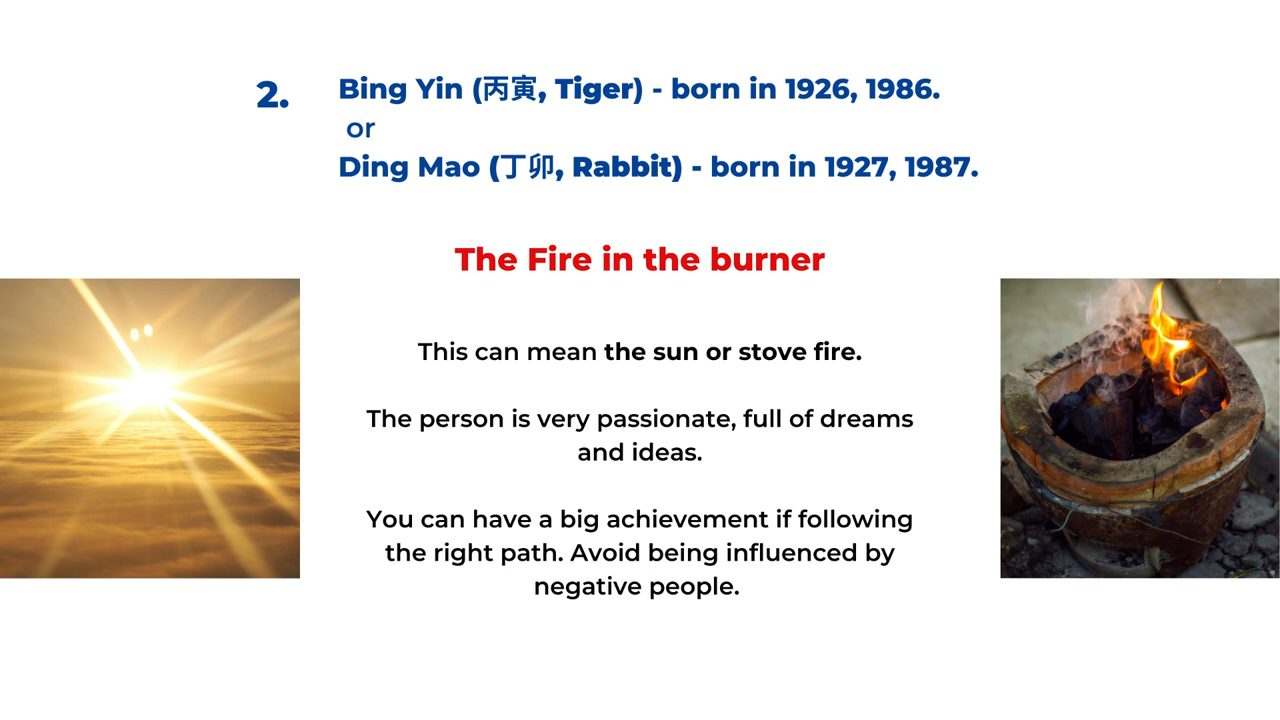 2.
Bing Yin (丙寅, Tiger) - born in 1926, 1986.
or
Ding Mao (丁卯, Rabbit) - born in 1927, 1987.
The Fire in the burner
This can mean the sun or stove fire.
The person is very passionate, full of dreams
and ideas.
You can have a big achievement if following
the right path. Avoid being influenced by
negative people.